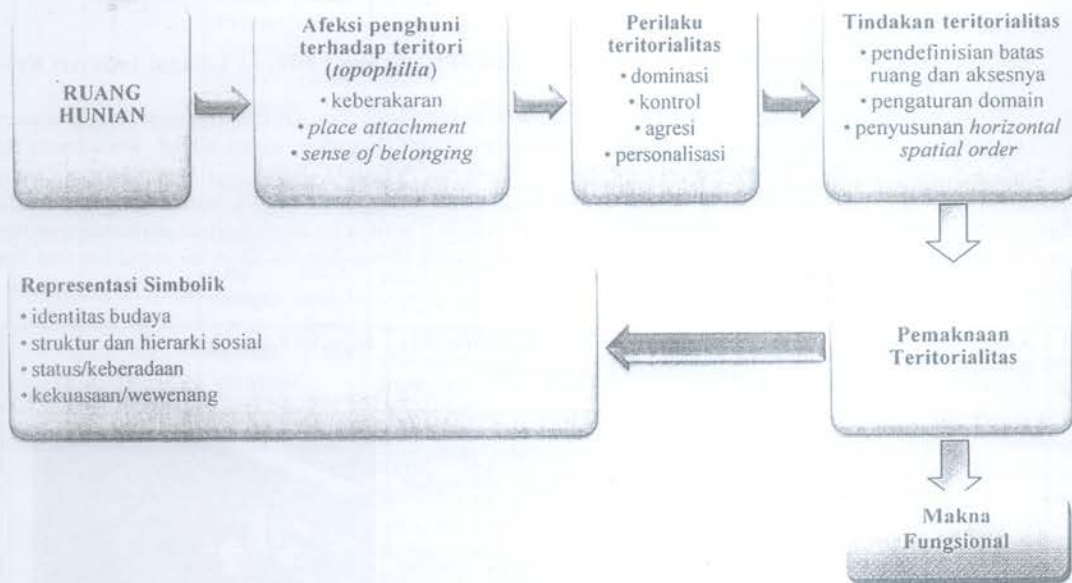 RUANG
HUNIAN
Afeksi penghuni
terhadap teritori
(topophilia)
• keberakaran
• place attachment
• sense of belonging
Perilaku
teritorialitas
• dominasi
• kontrol
• agresi
• personalisasi
Tindakan teritorialitas
• pendefinisian batas
ruang dan aksesnya
• pengaturan domain
• penyusunan horizontal
spatial order
Representasi Simbolik
• identitas budaya
• struktur dan hierarki sosial
• status/keberadaan
• kekuasaan/wewenang
Pemaknaan
Teritorialitas
Makna
Fungsional